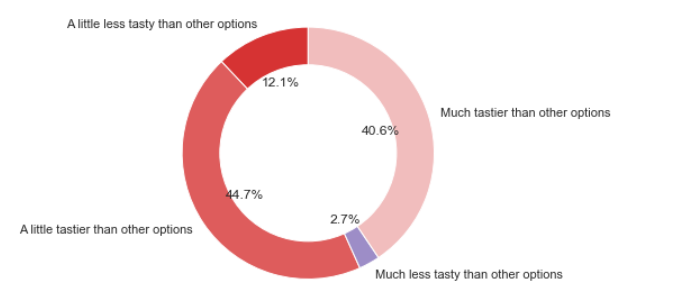 A little less tasty than other options
12.1%
Much tastier than other options
40.6%
44.7%
A little tastier than other options
2.7%
Much less tasty than other options